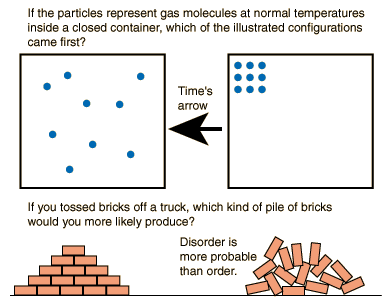 If the particles represent gas molecules at normal temperatures
inside a closed container, which of the illustrated configurations
came first?
Time's
arrow
If you tossed bricks off a truck, which kind of pile of bricks
would you more likely produce?
Disorder is
more probable
than order.